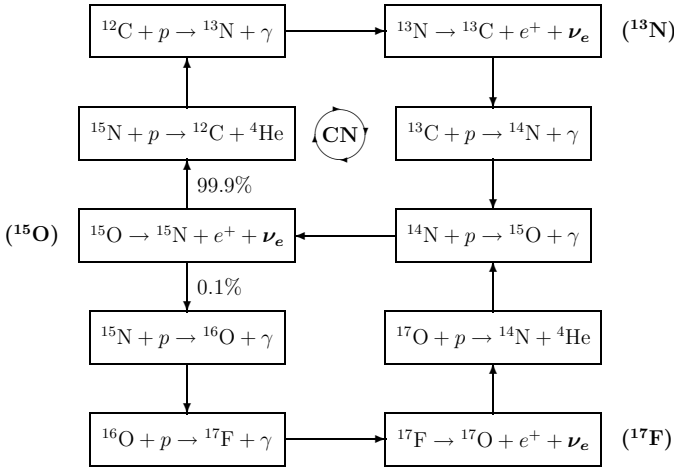 ¹²C + p → ¹³N + γ
¹³N → ¹³C + e⁺ + νₑ
(¹³N)
¹⁵N + p → ¹²C + ⁴He
CN
¹³C + p → ¹⁴N + γ
99.9%
(¹⁵O)
¹⁵O → ¹⁵N + e⁺ + νₑ
¹⁴N + p → ¹⁵O + γ
0.1%
¹⁵N + p → ¹⁶O + γ
¹⁷O + p → ¹⁴N + ⁴He
¹⁶O + p → ¹⁷F + γ
¹⁷F → ¹⁷O + e⁺ + νₑ
(¹⁷F)